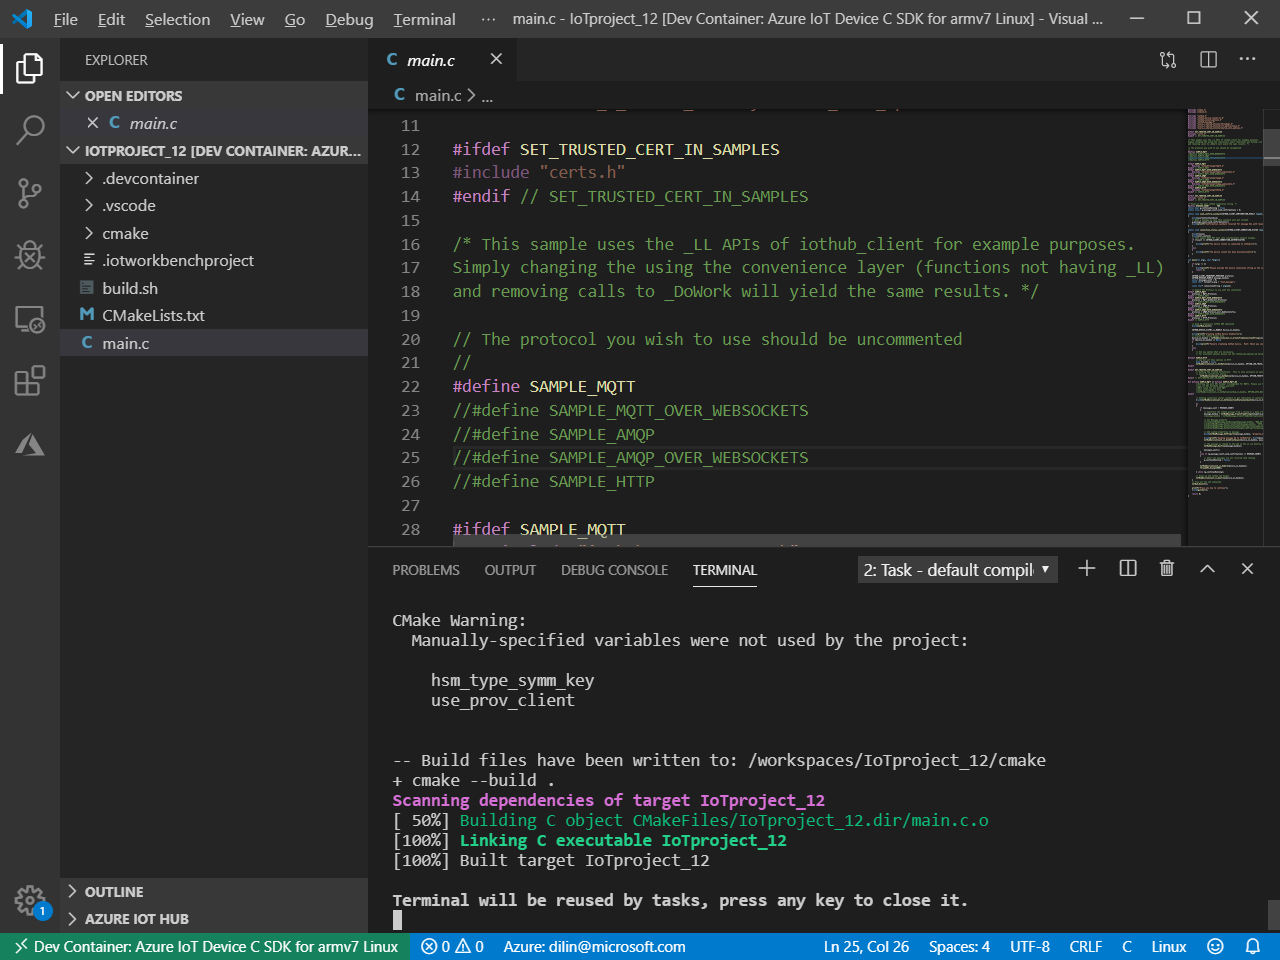 File Edit Selection View Go Debug Terminal ··· main.c - IoTproject_12 [Dev Container: Azure IoT Device C SDK for armv7 Linux] - Visual ...
EXPLORER
OPEN EDITORS
C main.c
IOTPROJECT_12 [DEV CONTAINER: AZUR...
.devcontainer
.vscode
cmake
.iotworkbenchproject
build.sh
M CMakeLists.txt
C main.c
OUTLINE
AZURE IOT HUB
1
C main.c
C main.c > ...
11
12 #ifdef SET_TRUSTED_CERT_IN_SAMPLES
13 #include "certs.h"
14 #endif // SET_TRUSTED_CERT_IN_SAMPLES
15
16 /* This sample uses the _LL APIs of iothub_client for example purposes.
17 Simply changing the using the convenience layer (functions not having _LL)
18 and removing calls to _DoWork will yield the same results. */
19
20 // The protocol you wish to use should be uncommented
21 //
22 #define SAMPLE_MQTT
23 //#define SAMPLE_MQTT_OVER_WEBSOCKETS
24 //#define SAMPLE_AMQP
25 //#define SAMPLE_AMQP_OVER_WEBSOCKETS
26 //#define SAMPLE_HTTP
27
28 #ifdef SAMPLE_MQTT
PROBLEMS OUTPUT DEBUG CONSOLE TERMINAL 2: Task - default compil
CMake Warning:
Manually-specified variables were not used by the project:
hsm_type_symm_key
use_prov_client
-- Build files have been written to: /workspaces/IoTproject_12/cmake
+ cmake --build .
Scanning dependencies of target IoTproject_12
[ 50%] Building C object CMakeFiles/IoTproject_12.dir/main.c.o
[100%] Linking C executable IoTproject_12
[100%] Built target IoTproject_12
Terminal will be reused by tasks, press any key to close it.
Dev Container: Azure IoT Device C SDK for armv7 Linux 0 0 Azure: dilin@microsoft.com Ln 25, Col 26 Spaces: 4 UTF-8 CRLF C Linux